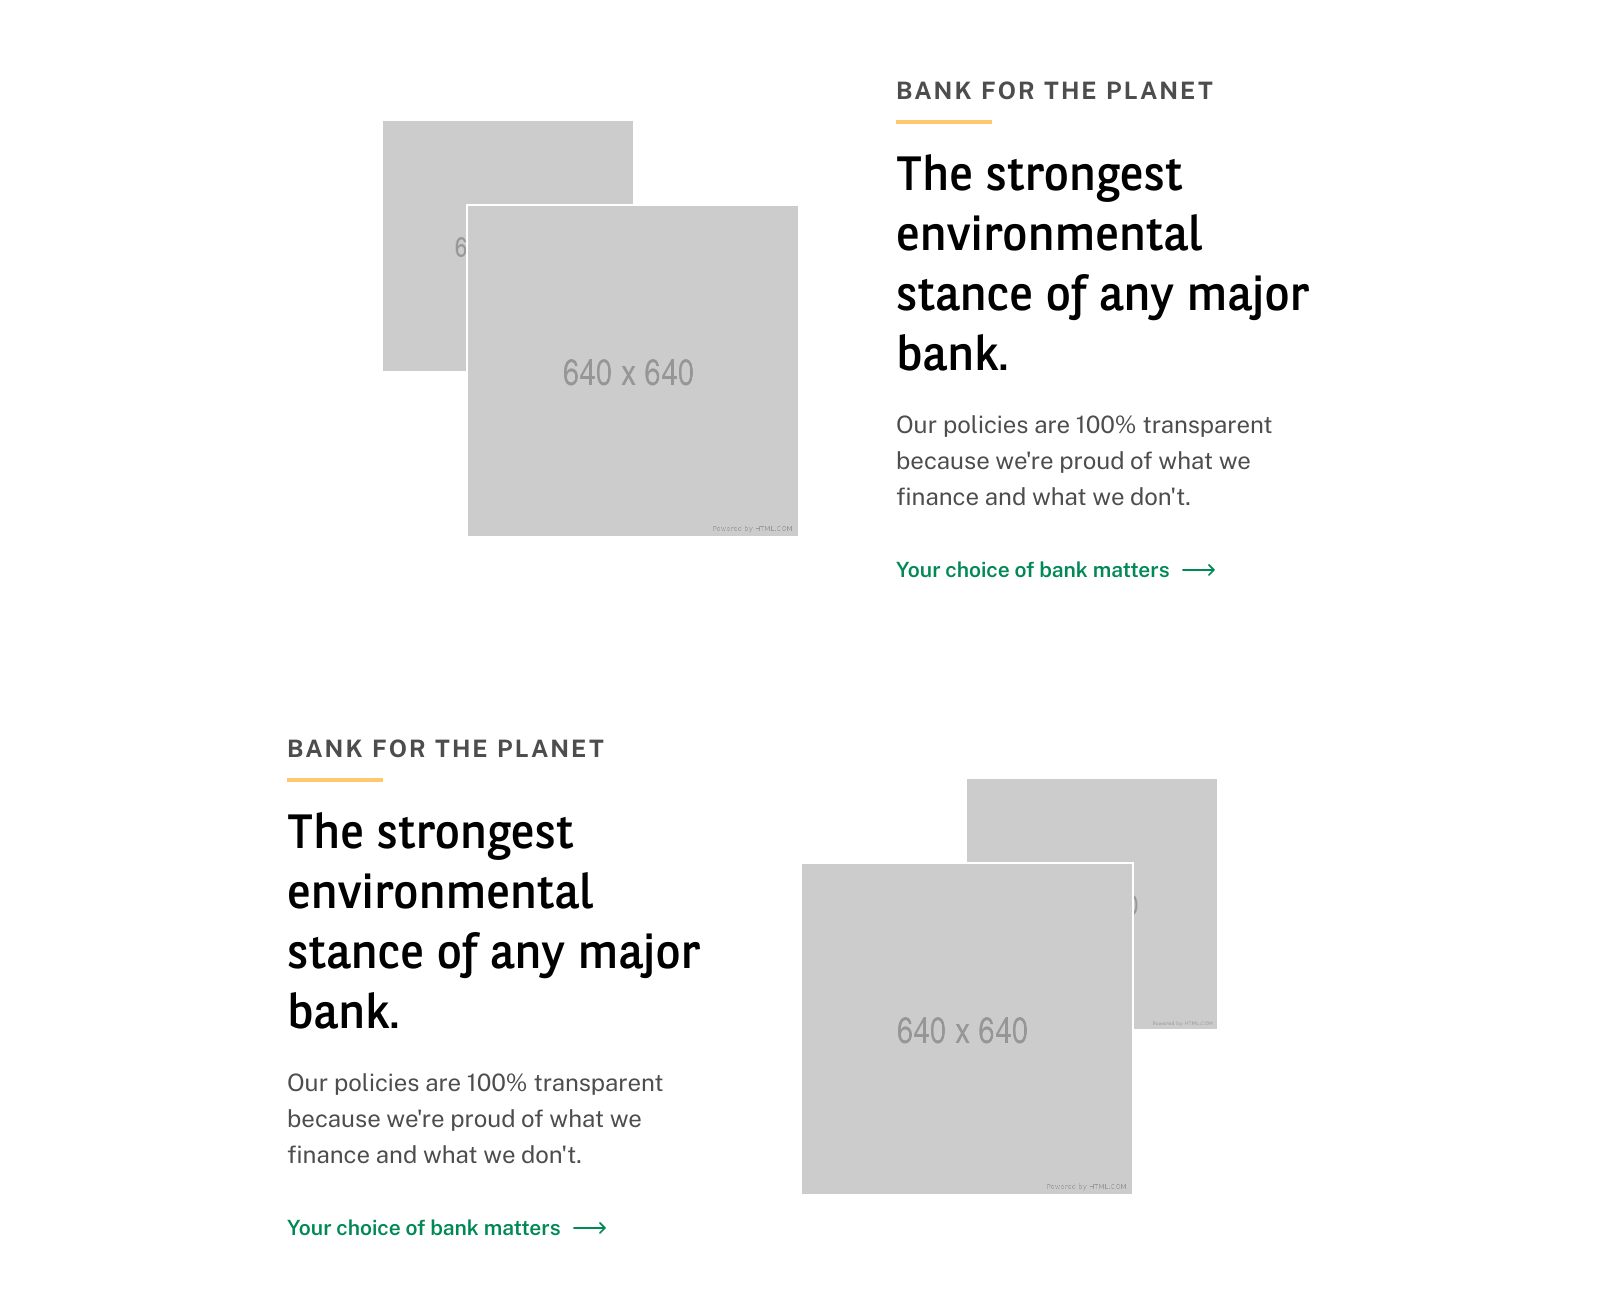 BANK FOR THE PLANET
The strongest
environmental
stance of any major
bank.
Our policies are 100% transparent
because we're proud of what we
finance and what we don't.
Your choice of bank matters
6
640 x 640
Powered by HTML.COM
BANK FOR THE PLANET
The strongest
environmental
stance of any major
bank.
Our policies are 100% transparent
because we're proud of what we
finance and what we don't.
Your choice of bank matters
640 x 640
Powered by HTML.COM
Powered by HTML.COM